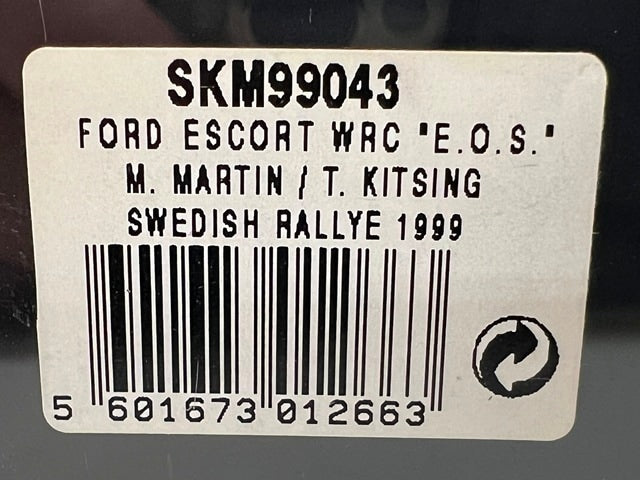 SKM99043
FORD ESCORT WRC "E.O.S."
M. MARTIN / T. KITSING
SWEDISH RALLYE 1999
5 601673 012663